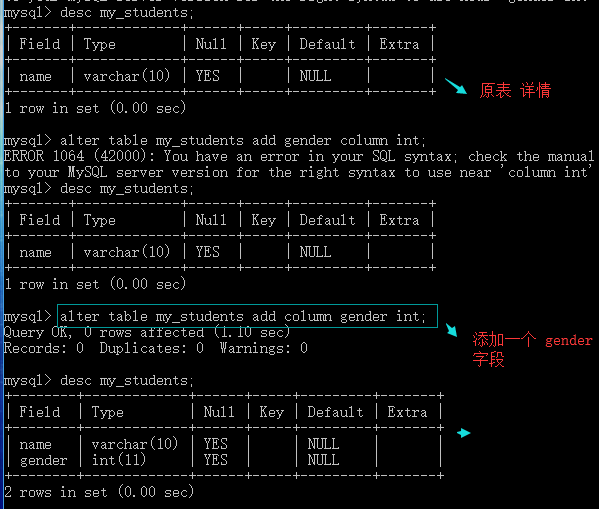 mysql> desc my_students;
+-------+-------------+------+-----+---------+-------+
| Field | Type        | Null | Key | Default | Extra |
+-------+-------------+------+-----+---------+-------+
| name  | varchar(10) | YES  |     | NULL    |       |
+-------+-------------+------+-----+---------+-------+
1 row in set (0.00 sec)
原表 详情
mysql> alter table my_students add gender column int;
ERROR 1064 (42000): You have an error in your SQL syntax; check the manual
to your MySQL server version for the right syntax to use near 'column int'
mysql> desc my_students;
+-------+-------------+------+-----+---------+-------+
| Field | Type        | Null | Key | Default | Extra |
+-------+-------------+------+-----+---------+-------+
| name  | varchar(10) | YES  |     | NULL    |       |
+-------+-------------+------+-----+---------+-------+
1 row in set (0.00 sec)
mysql> alter table my_students add column gender int;
Query OK, 0 rows affected (1.10 sec)
Records: 0  Duplicates: 0  Warnings: 0
添加一个 gender
字段
mysql> desc my_students;
+--------+-------------+------+-----+---------+-------+
| Field  | Type        | Null | Key | Default | Extra |
+--------+-------------+------+-----+---------+-------+
| name   | varchar(10) | YES  |     | NULL    |       |
| gender | int(11)     | YES  |     | NULL    |       |
+--------+-------------+------+-----+---------+-------+
2 rows in set (0.00 sec)